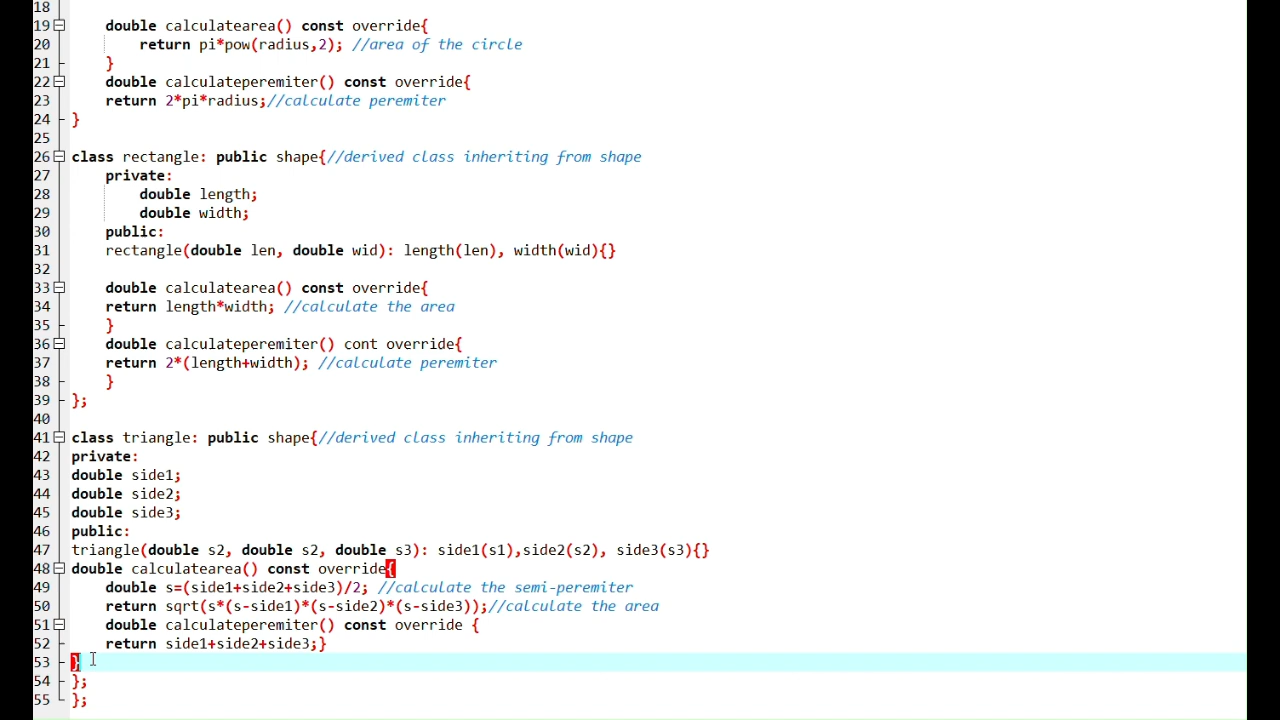 18
19 double calculatearea() const override{
20 return pi*pow(radius,2); //area of the circle
21 }
22 double calculateperemiter() const override{
23 return 2*pi*radius;//calculate peremiter
24 }
25
26 class rectangle: public shape{//derived class inheriting from shape
27 private:
28 double length;
29 double width;
30 public:
31 rectangle(double len, double wid): length(len), width(wid){}
32
33 double calculatearea() const override{
34 return length*width; //calculate the area
35 }
36 double calculateperemiter() cont override{
37 return 2*(length+width); //calculate peremiter
38 }
39 };
40
41 class triangle: public shape{//derived class inheriting from shape
42 private:
43 double side1;
44 double side2;
45 double side3;
46 public:
47 triangle(double s2, double s2, double s3): side1(s1),side2(s2), side3(s3){}
48 double calculatearea() const override{
49 double s=(side1+side2+side3)/2; //calculate the semi-peremiter
50 return sqrt(s*(s-side1)*(s-side2)*(s-side3));//calculate the area
51 double calculateperemiter() const override {
52 return side1+side2+side3;}
53 }
54 };
55 };